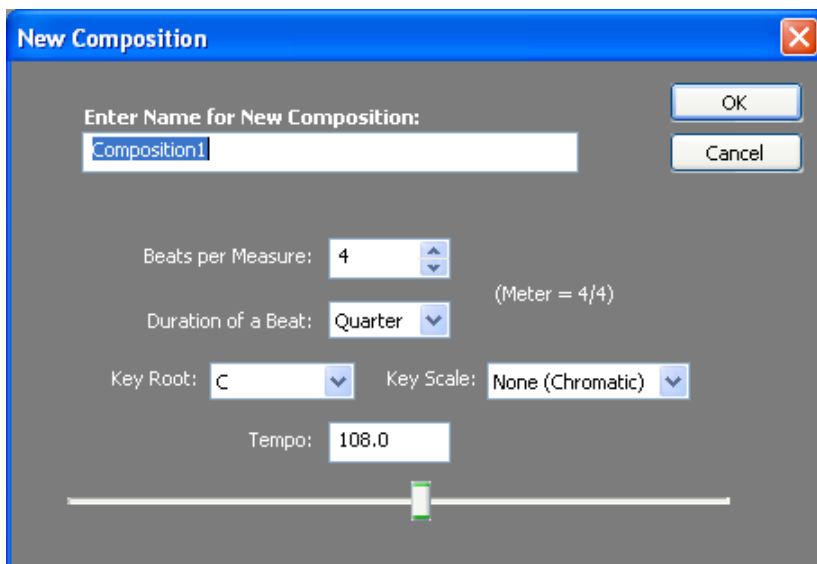 New Composition
OK
Enter Name for New Composition:
Composition1
Cancel
Beats per Measure: 4
(Meter = 4/4)
Duration of a Beat: Quarter
Key Root: C Key Scale: None (Chromatic)
Tempo: 108.0